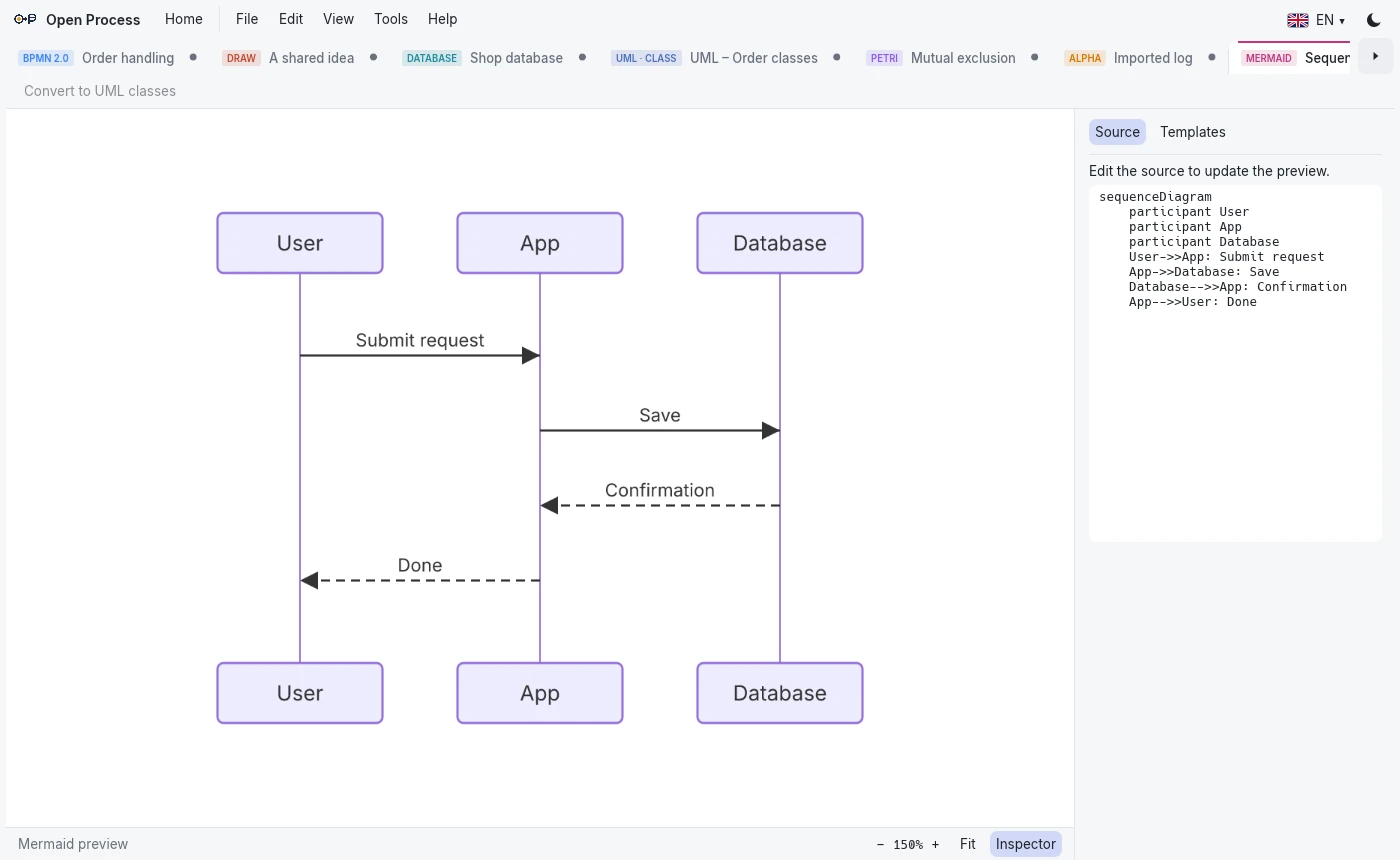 Open Process Home File Edit View Tools Help EN
BPMN 2.0 Order handling DRAW A shared idea DATABASE Shop database UML · CLASS UML – Order classes PETRI Mutual exclusion ALPHA Imported log MERMAID Sequen
Convert to UML classes
Source Templates
Edit the source to update the preview.
sequenceDiagram
participant User
participant App
participant Database
User->>App: Submit request
App->>Database: Save
Database-->>App: Confirmation
App-->>User: Done
User App Database
Submit request
Save
Confirmation
Done
User App Database
Mermaid preview − 150% + Fit Inspector